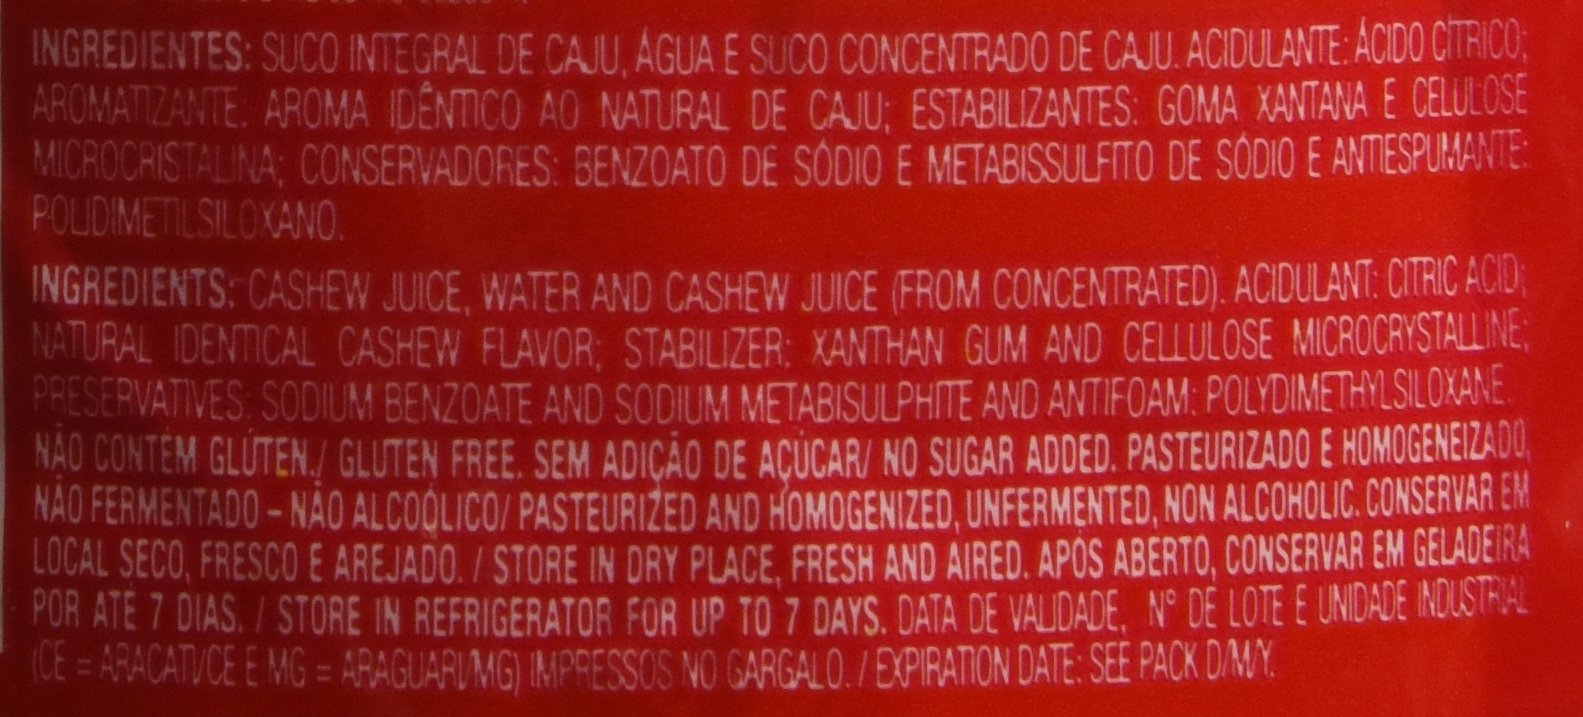 INGREDIENTES: SUCO INTEGRAL DE CAJU, ÁGUA E SUCO CONCENTRADO DE CAJU. ACIDULANTE: ÁCIDO CÍTRICO;
AROMATIZANTE: AROMA IDÊNTICO AO NATURAL DE CAJU; ESTABILIZANTES: GOMA XANTANA E CELULOSE
MICROCRISTALINA; CONSERVADORES: BENZOATO DE SÓDIO E METABISSULFITO DE SÓDIO E ANTIESPUMANTE:
POLIDIMETILSILOXANO.
INGREDIENTS: CASHEW JUICE, WATER AND CASHEW JUICE (FROM CONCENTRATED). ACIDULANT: CITRIC ACID;
NATURAL IDENTICAL CASHEW FLAVOR; STABILIZER: XANTHAN GUM AND CELLULOSE MICROCRYSTALLINE;
PRESERVATIVES: SODIUM BENZOATE AND SODIUM METABISULPHITE AND ANTIFOAM: POLYDIMETHYLSILOXANE.
NÃO CONTÉM GLÚTEN./ GLUTEN FREE. SEM ADIÇÃO DE AÇÚCAR/ NO SUGAR ADDED. PASTEURIZADO E HOMOGENEIZADO,
NÃO FERMENTADO – NÃO ALCOÓLICO/ PASTEURIZED AND HOMOGENIZED, UNFERMENTED, NON ALCOHOLIC. CONSERVAR EM
LOCAL SECO, FRESCO E AREJADO. / STORE IN DRY PLACE, FRESH AND AIRED. APÓS ABERTO, CONSERVAR EM GELADEIRA
POR ATÉ 7 DIAS. / STORE IN REFRIGERATOR FOR UP TO 7 DAYS. DATA DE VALIDADE, Nº DE LOTE E UNIDADE INDUSTRIAL
(CE = ARACATI/CE E MG = ARAGUARI/MG) IMPRESSOS NO GARGALO. / EXPIRATION DATE: SEE PACK D/M/Y.